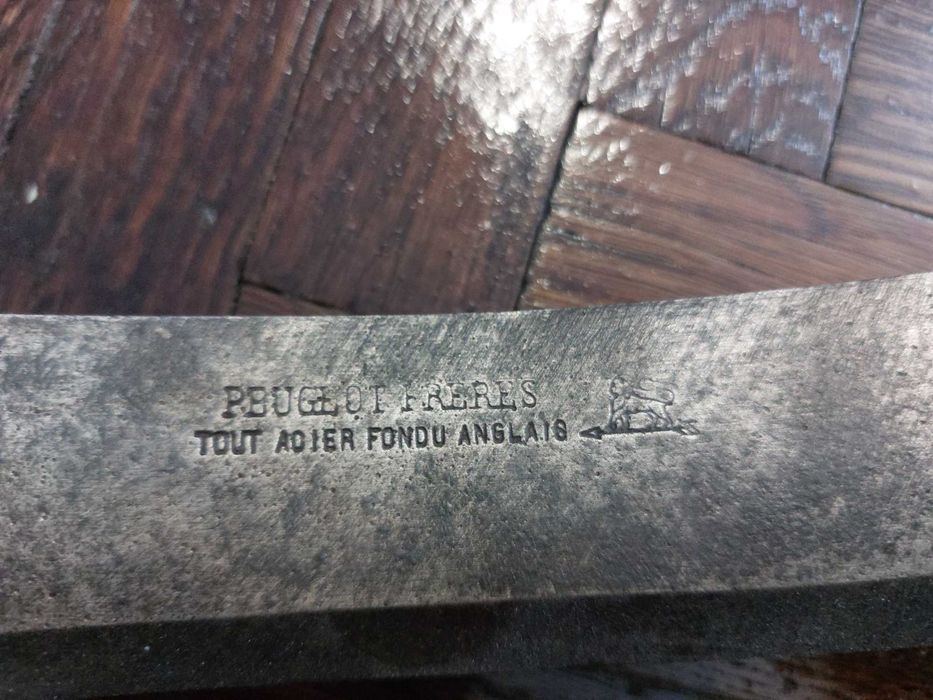 PEUGEOT FRERES
TOUT ACIER FONDU ANGLAIS